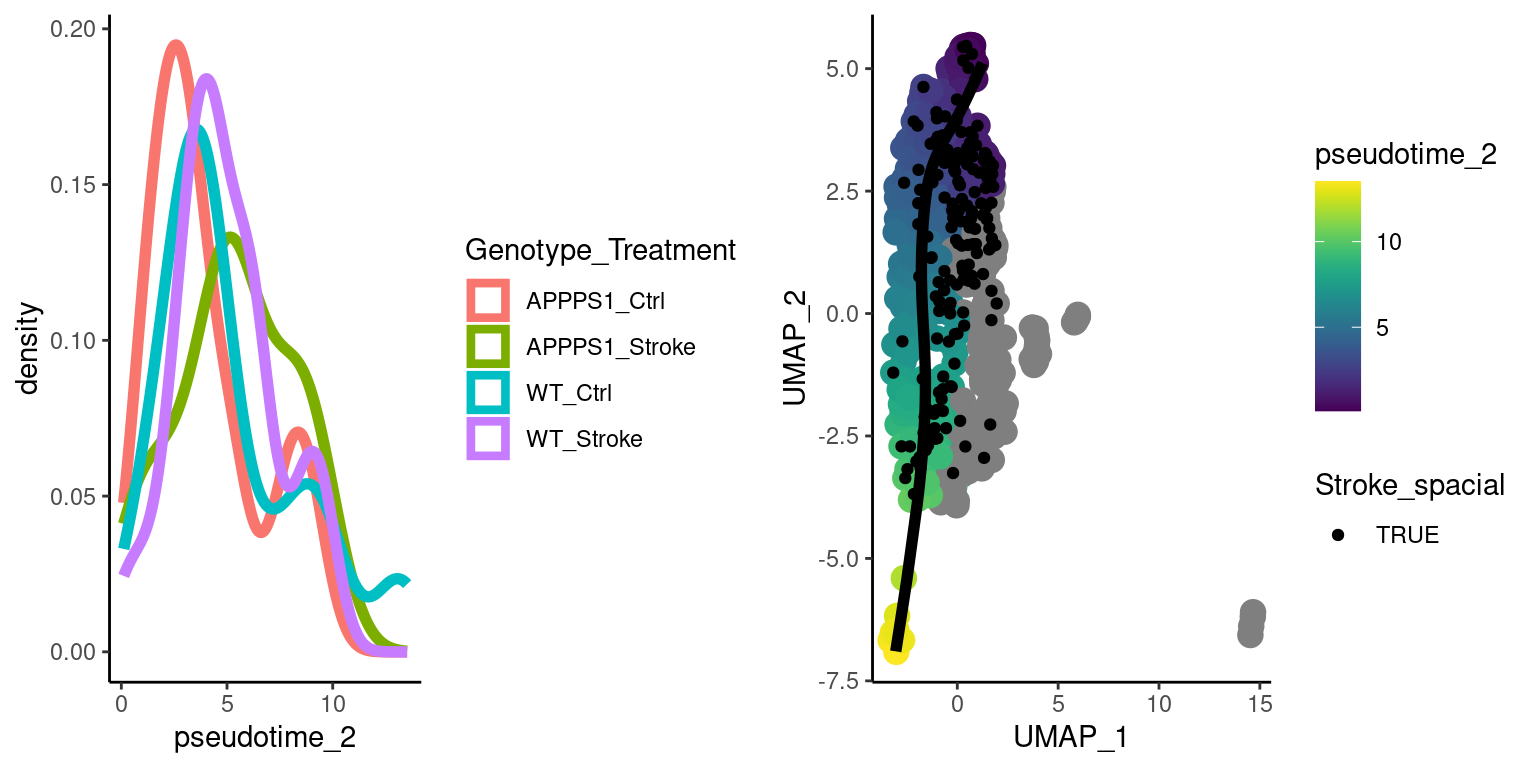 0.20
0.15
0.10
0.05
0.00
density
0
5
10
pseudotime_2
Genotype_Treatment
APPPS1_Ctrl
APPPS1_Stroke
WT_Ctrl
WT_Stroke
5.0
2.5
0.0
-2.5
-5.0
-7.5
UMAP_2
0
5
10
15
UMAP_1
pseudotime_2
10
5
Stroke_spacial
TRUE